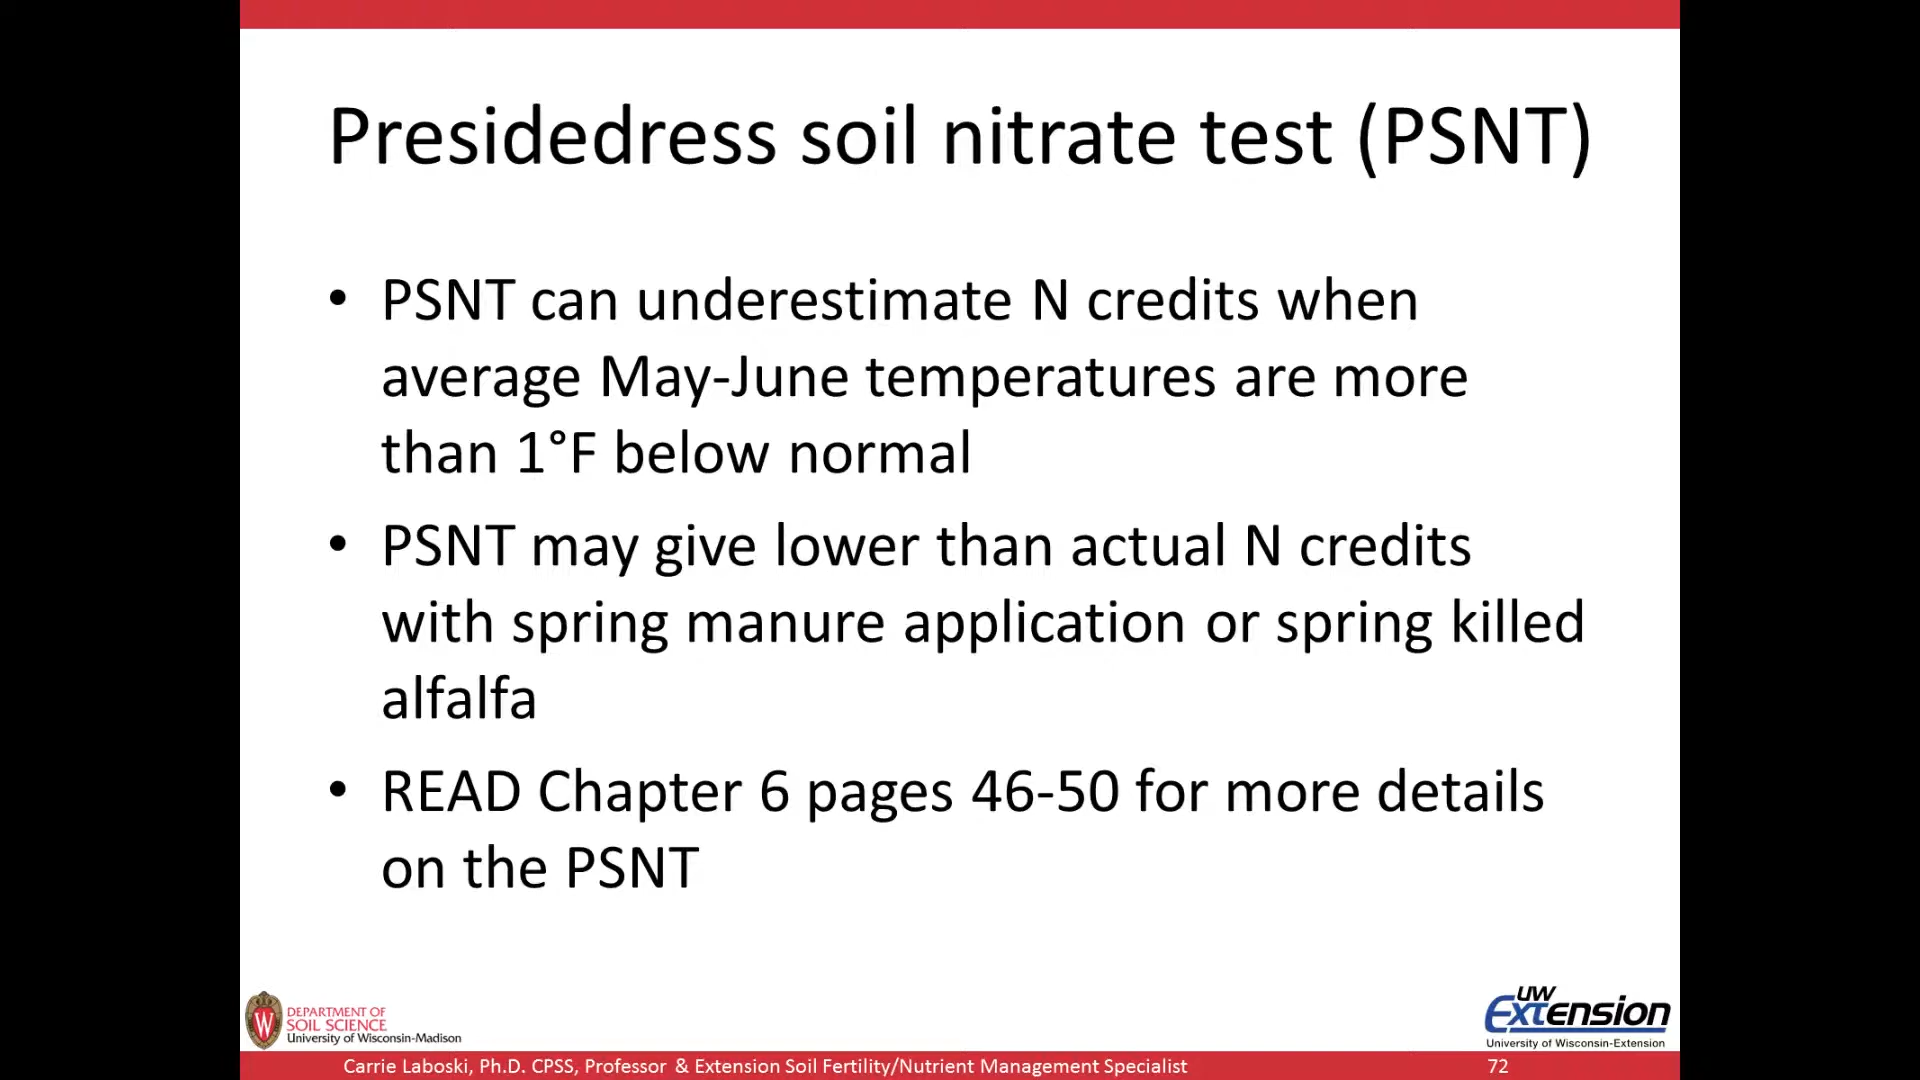 Presidedress soil nitrate test (PSNT)
• PSNT can underestimate N credits when
average May-June temperatures are more
than 1°F below normal
• PSNT may give lower than actual N credits
with spring manure application or spring killed
alfalfa
• READ Chapter 6 pages 46-50 for more details
on the PSNT
W
DEPARTMENT OF
SOIL SCIENCE
University of Wisconsin-Madison
UW
Extension
University of Wisconsin-Extension
Carrie Laboski, Ph.D. CPSS, Professor & Extension Soil Fertility/Nutrient Management Specialist
72